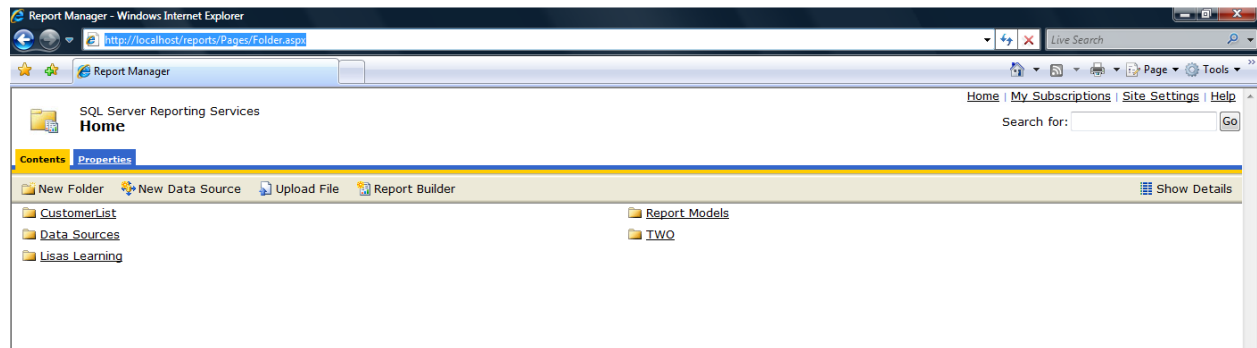 Report Manager - Windows Internet Explorer
http://localhost/reports/Pages/Folder.aspx
Live Search
Report Manager
Page Tools
Home | My Subscriptions | Site Settings | Help
SQL Server Reporting Services
Home
Search for: Go
Contents Properties
New Folder New Data Source Upload File Report Builder Show Details
CustomerList Report Models
Data Sources TWO
Lisas Learning